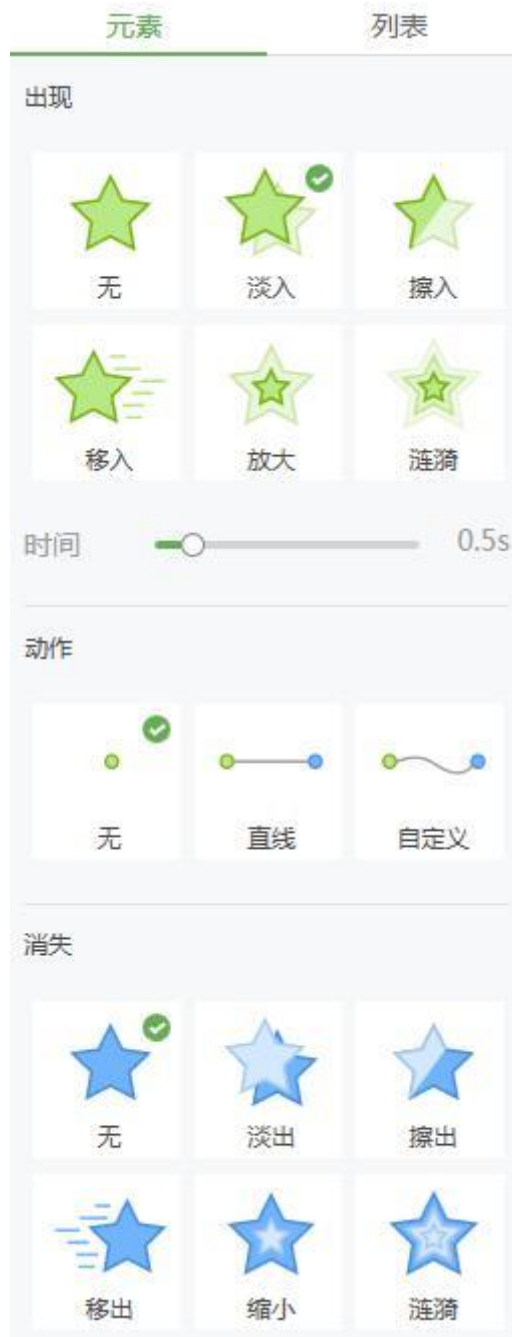 元素 列表
出现
无 淡入 擦入
移入 放大 涟漪
时间 0.5s
动作
无 直线 自定义
消失
无 淡出 擦出
移出 缩小 涟漪